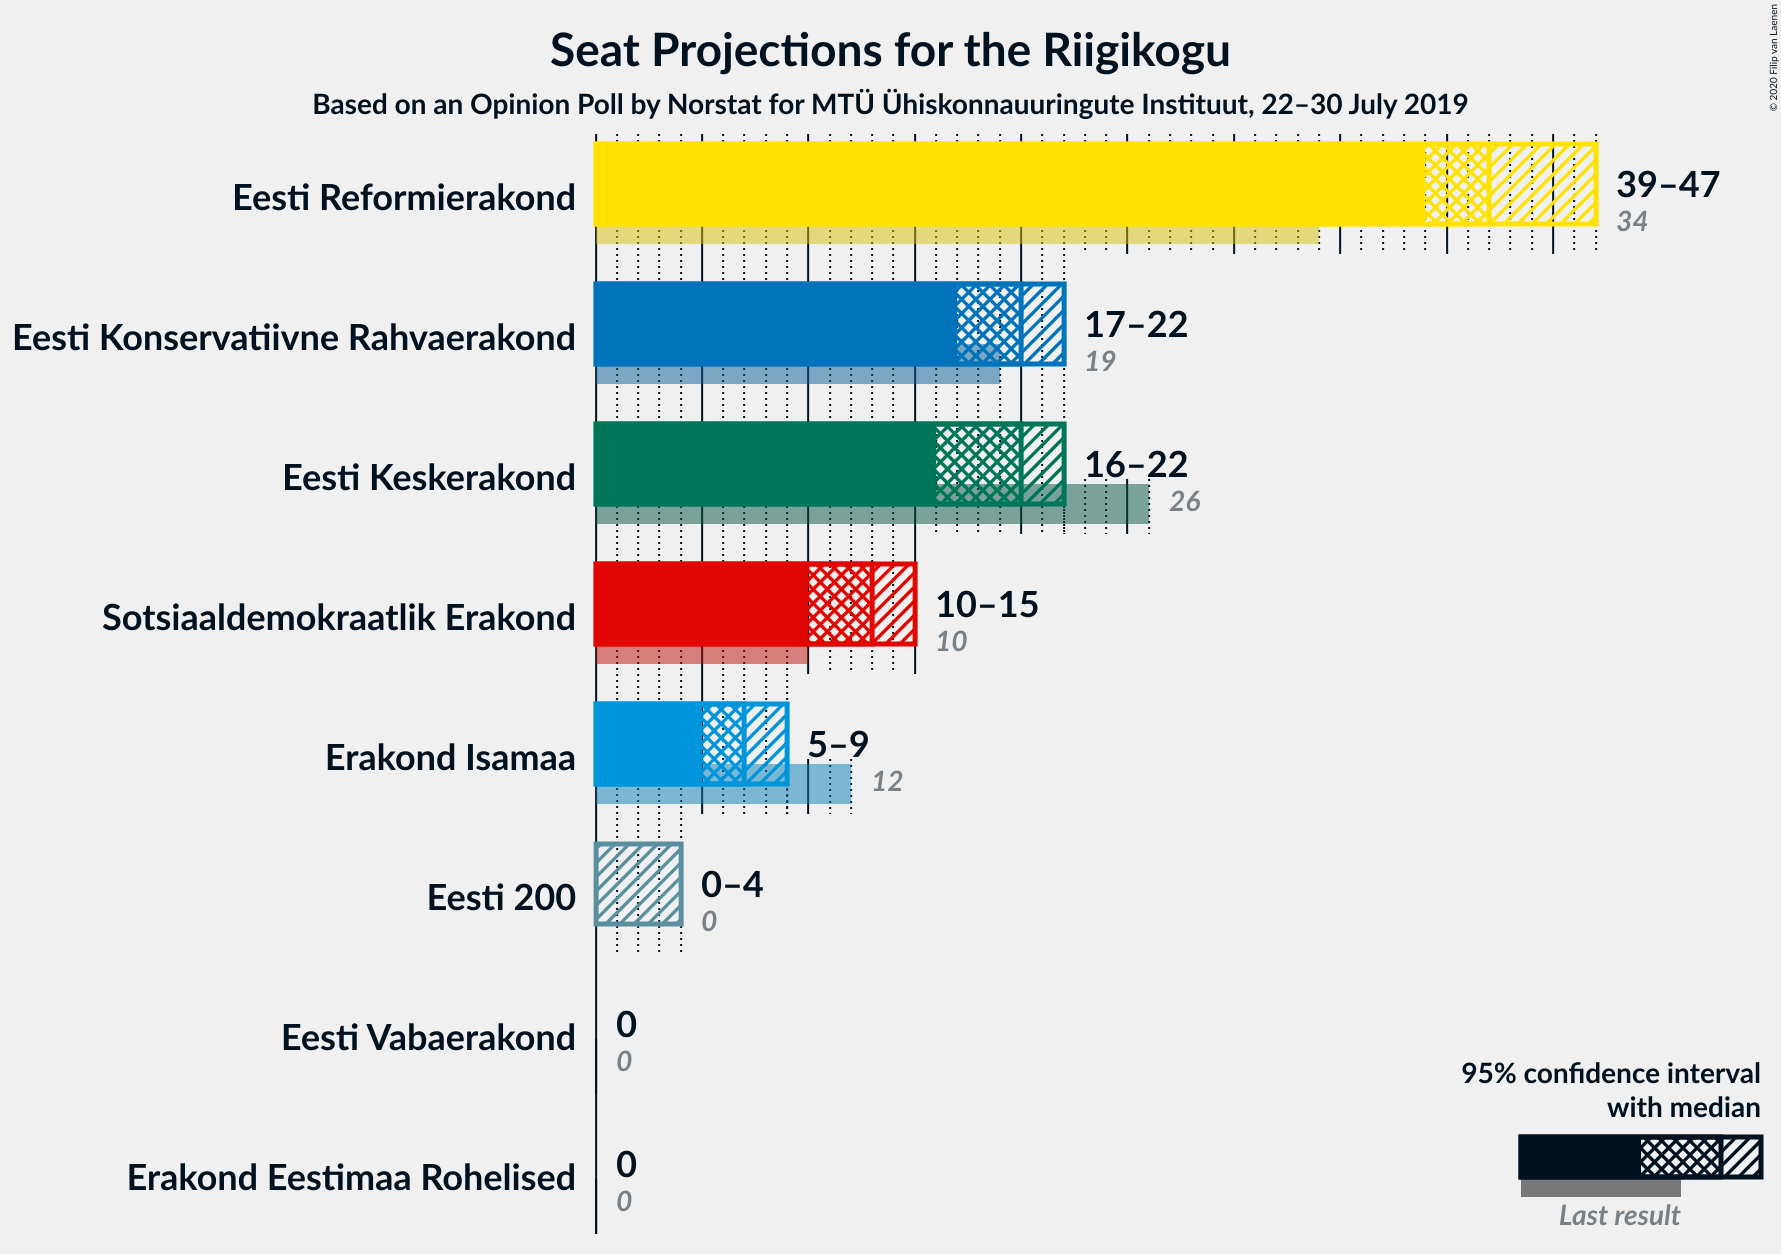 Seat Projections for the Riigikogu
Based on an Opinion Poll by Norstat for MTÜ Ühiskonnauuringute Instituut, 22–30 July 2019
© 2020 Filip van Laenen
Eesti Reformierakond
39–47
34
Eesti Konservatiivne Rahvaerakond
17–22
19
Eesti Keskerakond
16–22
26
Sotsiaaldemokraatlik Erakond
10–15
10
Erakond Isamaa
5–9
12
Eesti 200
0–4
0
Eesti Vabaerakond
0
0
Erakond Eestimaa Rohelised
0
0
95% confidence interval
with median
Last result